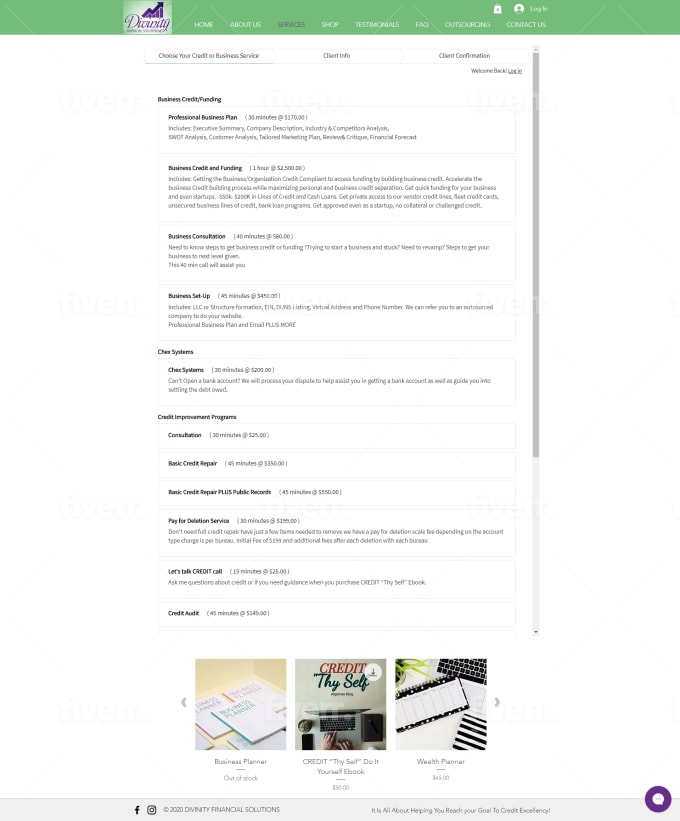 Divinity
FINANCIAL SOLUTIONS
HOME ABOUT US SERVICES SHOP TESTIMONIALS FAQ OUTSOURCING CONTACT US
Log In
Choose Your Credit or Business Service Client Info Client Confirmation
Welcome Back! Log in
Business Credit/Funding
Professional Business Plan ( 30 minutes @ $170.00 )
Includes: Executive Summary, Company Description, Industry & Competitors Analysis,
SWOT Analysis, Customer Analysis, Tailored Marketing Plan, Review& Critique, Financial Forecast
Business Credit and Funding ( 1 hour @ $2,500.00 )
Includes: Getting the Business/Organization Credit Compliant to access funding by building business credit. Accelerate the
business Credit building process while maximizing personal and business credit separation. Get quick funding for your business
and even startups. -$50k- $200K in Lines of Credit and Cash Loans. Get private access to our vendor credit lines, fleet credit cards,
unsecured business lines of credit, bank loan programs. Get approved even as a startup, no collateral or challenged credit.
Business Consultation ( 40 minutes @ $80.00 )
Need to know steps to get business credit or funding ?Trying to start a business and stuck? Need to revamp? Steps to get your
business to next level given.
This 40 min call will assist you
Business Set-Up ( 45 minutes @ $450.00 )
Includes: LLC or Structure formation, EIN, DUNS Listing, Virtual Address and Phone Number. We can refer you to an outsourced
company to do your website.
Professional Business Plan and Email PLUS MORE
Chex Systems
Chex Systems ( 30 minutes @ $200.00 )
Can't Open a bank account? We will process your dispute to help assist you in getting a bank account as well as guide you into
settling the debt owed.
Credit Improvement Programs
Consultation ( 30 minutes @ $25.00 )
Basic Credit Repair ( 45 minutes @ $350.00 )
Basic Credit Repair PLUS Public Records ( 45 minutes @ $550.00 )
Pay for Deletion Service ( 30 minutes @ $199.00 )
Don't need full credit repair have just a few items needed to remove we have a pay for deletion scale fee depending on the account
type charge is per bureau. Initial Fee of $199 and additional fees after each deletion with each bureau
Let's talk CREDIT call ( 15 minutes @ $25.00 )
Ask me questions about credit or if you need guidance when you purchase CREDIT "Thy Self" Ebook.
Credit Audit ( 45 minutes @ $149.00 )
BUSINESS PLANNER
CREDIT
"Thy Self"
Business Planner
Out of stock
CREDIT "Thy Self" Do It
Yourself Ebook
$50.00
Wealth Planner
$45.00
© 2020 DIVINITY FINANCIAL SOLUTIONS
It Is All About Helping You Reach your Goal To Credit Excellency!
fiverr.